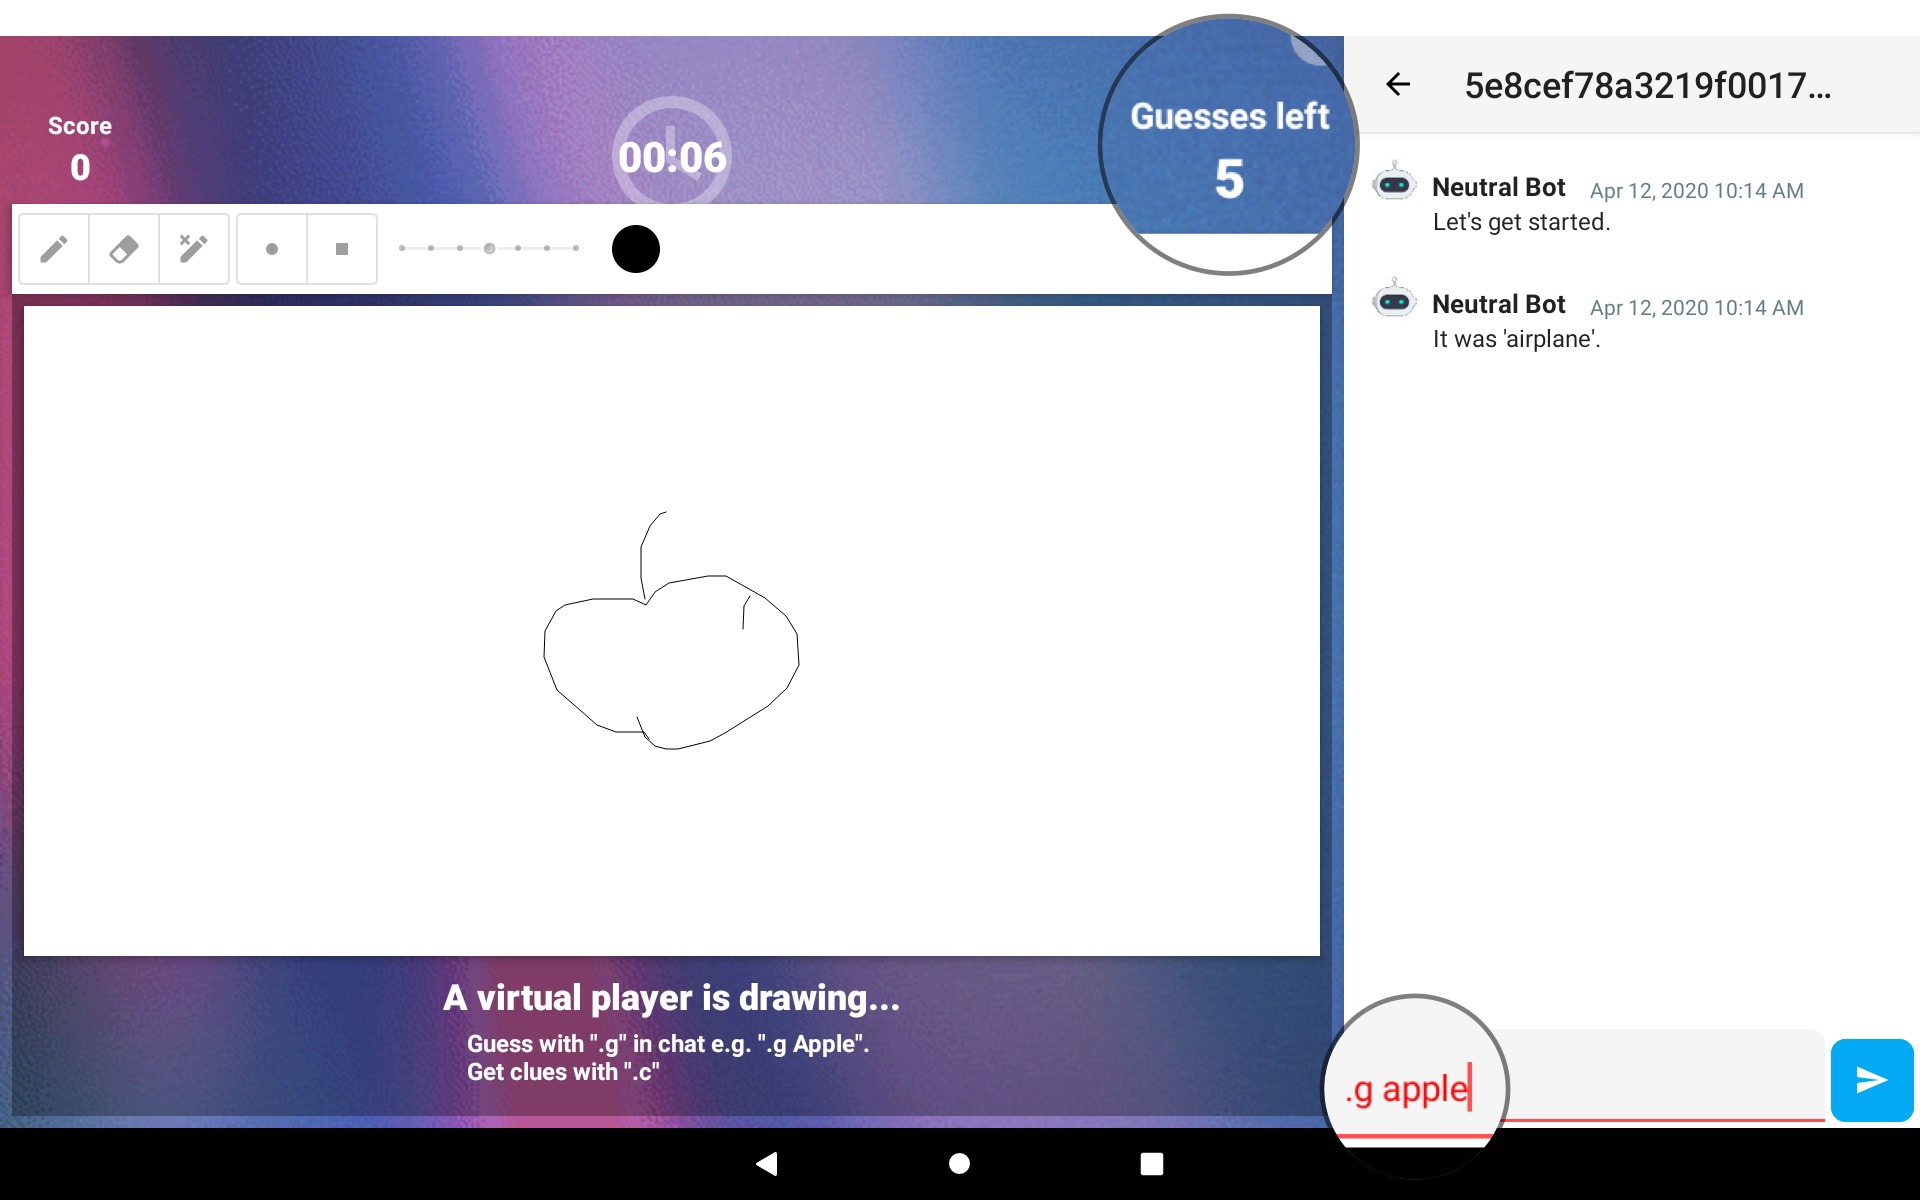 Score
0
00:06
Guesses left
5
A virtual player is drawing...
Guess with ".g" in chat e.g. ".g Apple".
Get clues with ".c"
5e8cef78a3219f0017...
Neutral Bot Apr 12, 2020 10:14 AM
Let's get started.
Neutral Bot Apr 12, 2020 10:14 AM
It was 'airplane'.
.g apple